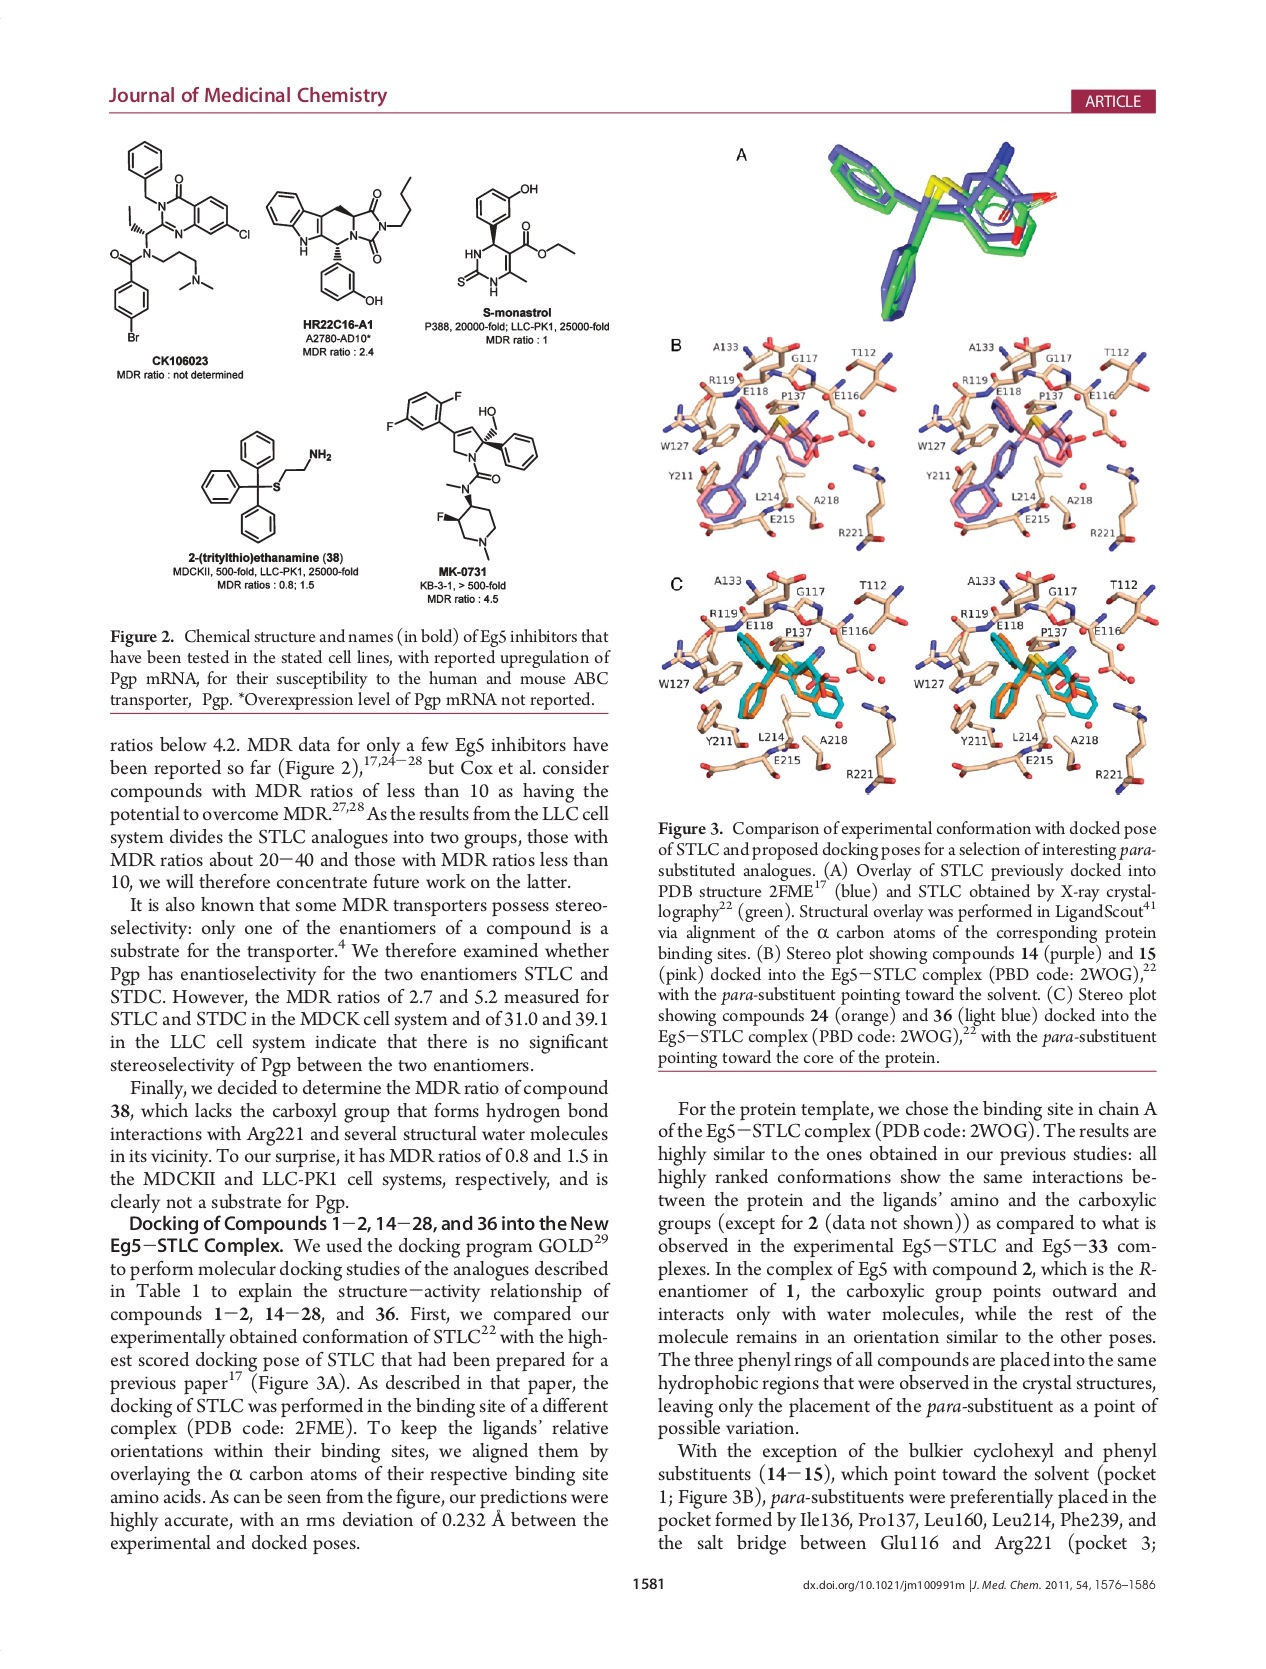 Journal of Medicinal Chemistry
ARTICLE
O
N
N
Cl
O
N
N
Br
CK106023
MDR ratio : not determined
O
N
N
O
N
H
OH
HR22C16-A1
A2780-AD10*
MDR ratio : 2.4
OH
O
HN
O
S
N
H
S-monastrol
P388, 20000-fold; LLC-PK1, 25000-fold
MDR ratio : 1
NH2
S
2-(tritylthio)ethanamine (38)
MDCKII, 500-fold, LLC-PK1, 25000-fold
MDR ratios : 0.8; 1.5
F
F
HO
N
O
N
F
N
MK-0731
KB-3-1, > 500-fold
MDR ratio : 4.5
Figure 2. Chemical structure and names (in bold) of Eg5 inhibitors that
have been tested in the stated cell lines, with reported upregulation of
Pgp mRNA, for their susceptibility to the human and mouse ABC
transporter, Pgp. *Overexpression level of Pgp mRNA not reported.
ratios below 4.2. MDR data for only a few Eg5 inhibitors have
been reported so far (Figure 2),17,24−28 but Cox et al. consider
compounds with MDR ratios of less than 10 as having the
potential to overcome MDR.27,28 As the results from the LLC cell
system divides the STLC analogues into two groups, those with
MDR ratios about 20−40 and those with MDR ratios less than
10, we will therefore concentrate future work on the latter.
It is also known that some MDR transporters possess stereo-
selectivity: only one of the enantiomers of a compound is a
substrate for the transporter.4 We therefore examined whether
Pgp has enantioselectivity for the two enantiomers STLC and
STDC. However, the MDR ratios of 2.7 and 5.2 measured for
STLC and STDC in the MDCK cell system and of 31.0 and 39.1
in the LLC cell system indicate that there is no significant
stereoselectivity of Pgp between the two enantiomers.
Finally, we decided to determine the MDR ratio of compound
38, which lacks the carboxyl group that forms hydrogen bond
interactions with Arg221 and several structural water molecules
in its vicinity. To our surprise, it has MDR ratios of 0.8 and 1.5 in
the MDCKII and LLC-PK1 cell systems, respectively, and is
clearly not a substrate for Pgp.
Docking of Compounds 1−2, 14−28, and 36 into the New
Eg5−STLC Complex. We used the docking program GOLD29
to perform molecular docking studies of the analogues described
in Table 1 to explain the structure−activity relationship of
compounds 1−2, 14−28, and 36. First, we compared our
experimentally obtained conformation of STLC22 with the high-
est scored docking pose of STLC that had been prepared for a
previous paper17 (Figure 3A). As described in that paper, the
docking of STLC was performed in the binding site of a different
complex (PDB code: 2FME). To keep the ligands' relative
orientations within their binding sites, we aligned them by
overlaying the α carbon atoms of their respective binding site
amino acids. As can be seen from the figure, our predictions were
highly accurate, with an rms deviation of 0.232 Å between the
experimental and docked poses.
A
B
A133
G117
T112
R119
E118
P137
E116
W127
Y211
L214
A218
E215
R221
A133
G117
T112
R119
E118
P137
E116
W127
Y211
L214
A218
E215
R221
C
A133
G117
T112
R119
E118
P137
E116
W127
Y211
L214
A218
E215
R221
A133
G117
T112
R119
E118
P137
E116
W127
Y211
L214
A218
E215
R221
Figure 3. Comparison of experimental conformation with docked pose
of STLC and proposed docking poses for a selection of interesting para-
substituted analogues. (A) Overlay of STLC previously docked into
PDB structure 2FME17 (blue) and STLC obtained by X-ray crystal-
lography22 (green). Structural overlay was performed in LigandScout41
via alignment of the α carbon atoms of the corresponding protein
binding sites. (B) Stereo plot showing compounds 14 (purple) and 15
(pink) docked into the Eg5−STLC complex (PBD code: 2WOG),22
with the para-substituent pointing toward the solvent. (C) Stereo plot
showing compounds 24 (orange) and 36 (light blue) docked into the
Eg5−STLC complex (PBD code: 2WOG),22 with the para-substituent
pointing toward the core of the protein.
For the protein template, we chose the binding site in chain A
of the Eg5−STLC complex (PDB code: 2WOG). The results are
highly similar to the ones obtained in our previous studies: all
highly ranked conformations show the same interactions be-
tween the protein and the ligands' amino and the carboxylic
groups (except for 2 (data not shown)) as compared to what is
observed in the experimental Eg5−STLC and Eg5−33 com-
plexes. In the complex of Eg5 with compound 2, which is the R-
enantiomer of 1, the carboxylic group points outward and
interacts only with water molecules, while the rest of the
molecule remains in an orientation similar to the other poses.
The three phenyl rings of all compounds are placed into the same
hydrophobic regions that were observed in the crystal structures,
leaving only the placement of the para-substituent as a point of
possible variation.
With the exception of the bulkier cyclohexyl and phenyl
substituents (14−15), which point toward the solvent (pocket
1; Figure 3B), para-substituents were preferentially placed in the
pocket formed by Ile136, Pro137, Leu160, Leu214, Phe239, and
the salt bridge between Glu116 and Arg221 (pocket 3;
1581
dx.doi.org/10.1021/jm100991m |J. Med. Chem. 2011, 54, 1576–1586